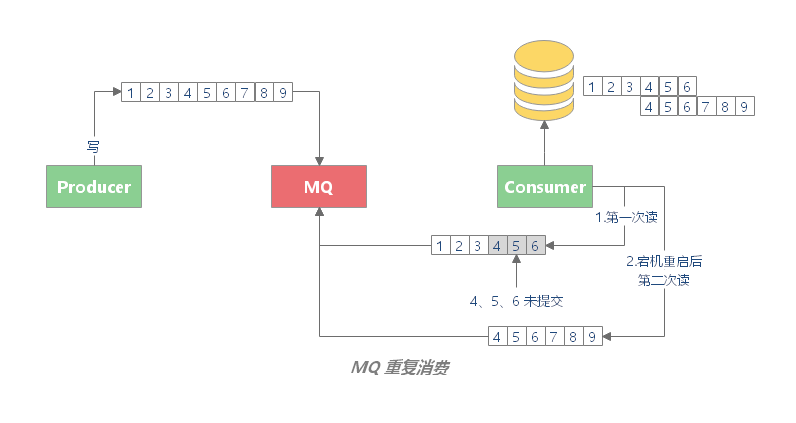 1 2 3 4 5 6 7 8 9
1 2 3 4 5 6
4 5 6 7 8 9
写
Producer
MQ
Consumer
1.第一次读
1 2 3 4 5 6
2.宕机重启后
第二次读
4、5、6 未提交
4 5 6 7 8 9
MQ 重复消费